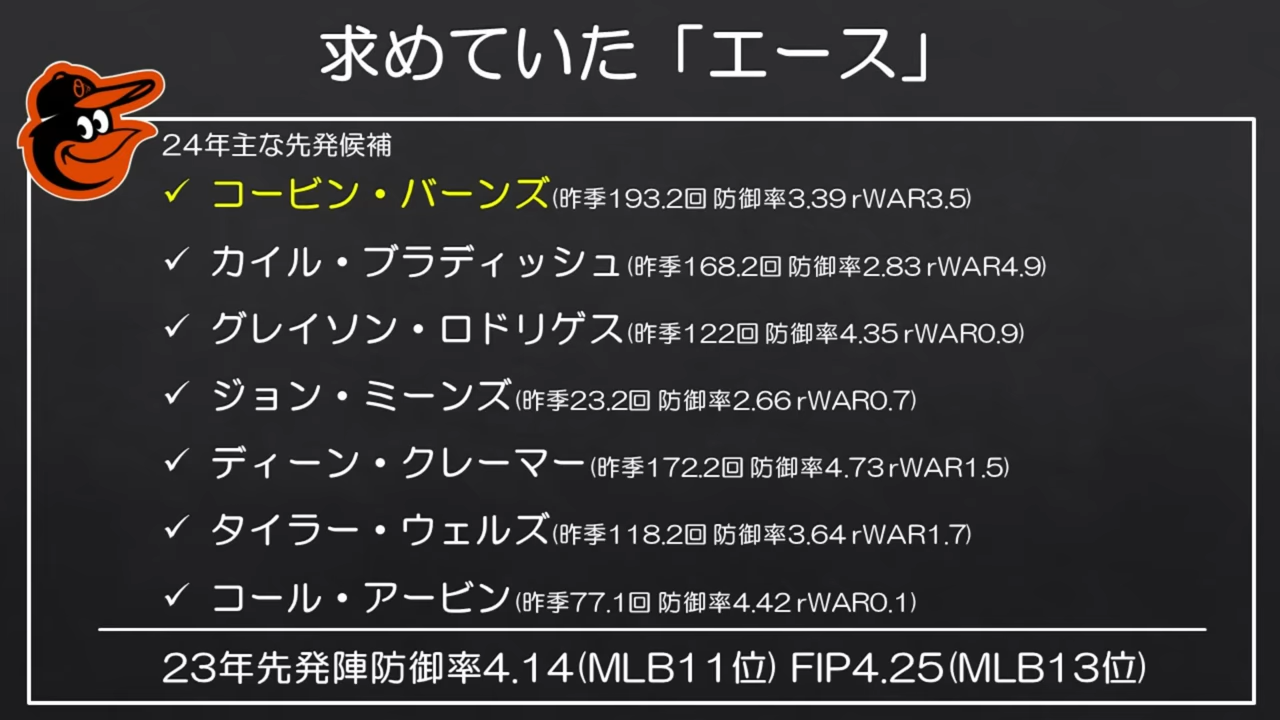 求めていた「エース」
24年主な先発候補
✓ コービン・バーンズ(昨季193.2回 防御率3.39 rWAR3.5)
✓ カイル・ブラディッシュ(昨季168.2回 防御率2.83 rWAR4.9)
✓ グレイソン・ロドリゲス(昨季122回 防御率4.35 rWAR0.9)
✓ ジョン・ミーンズ(昨季23.2回 防御率2.66 rWAR0.7)
✓ ディーン・クレーマー(昨季172.2回 防御率4.73 rWAR1.5)
✓ タイラー・ウェルズ(昨季118.2回 防御率3.64 rWAR1.7)
✓ コール・アービン(昨季77.1回 防御率4.42 rWAR0.1)
23年先発陣防御率4.14(MLB11位) FIP4.25(MLB13位)